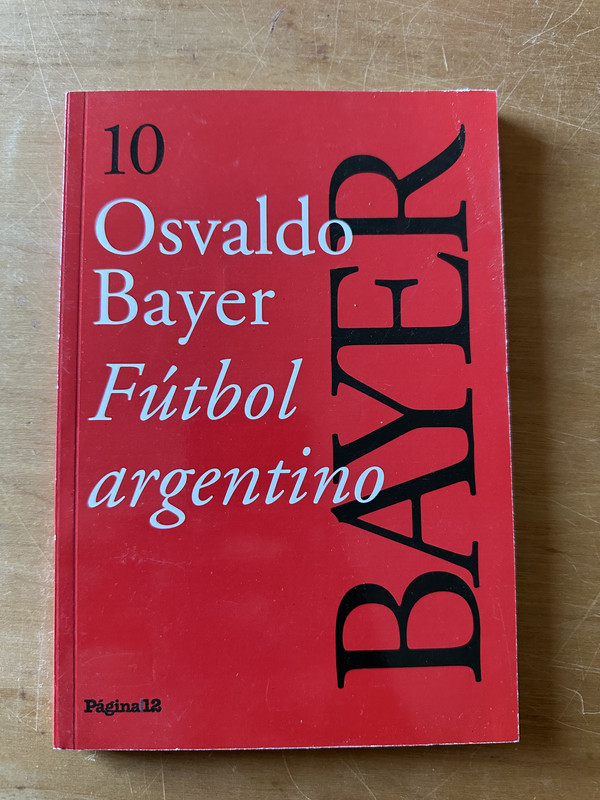 10
Osvaldo
Bayer
Fútbol
argentino
BAYER
Página12